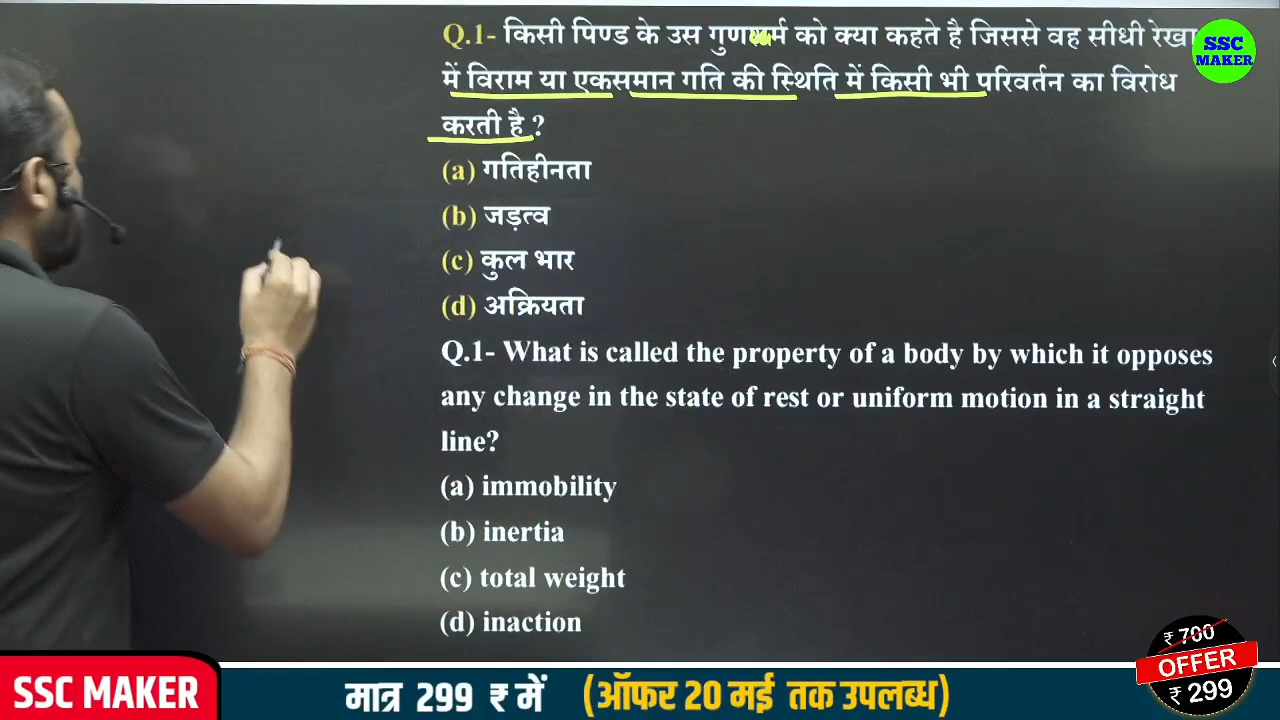 Q.1- किसी पिण्ड के उस गुणधर्म को क्या कहते है जिससे वह सीधी रेखा
में विराम या एकसमान गति की स्थिति में किसी भी परिवर्तन का विरोध
करती है ?
(a) गतिहीनता
(b) जड़त्व
(c) कुल भार
(d) अक्रियता
Q.1- What is called the property of a body by which it opposes
any change in the state of rest or uniform motion in a straight
line?
(a) immobility
(b) inertia
(c) total weight
(d) inaction
SSC
MAKER
SSC MAKER
मात्र 299 ₹ में (ऑफर 20 मई तक उपलब्ध)
₹ 700
OFFER
₹ 299